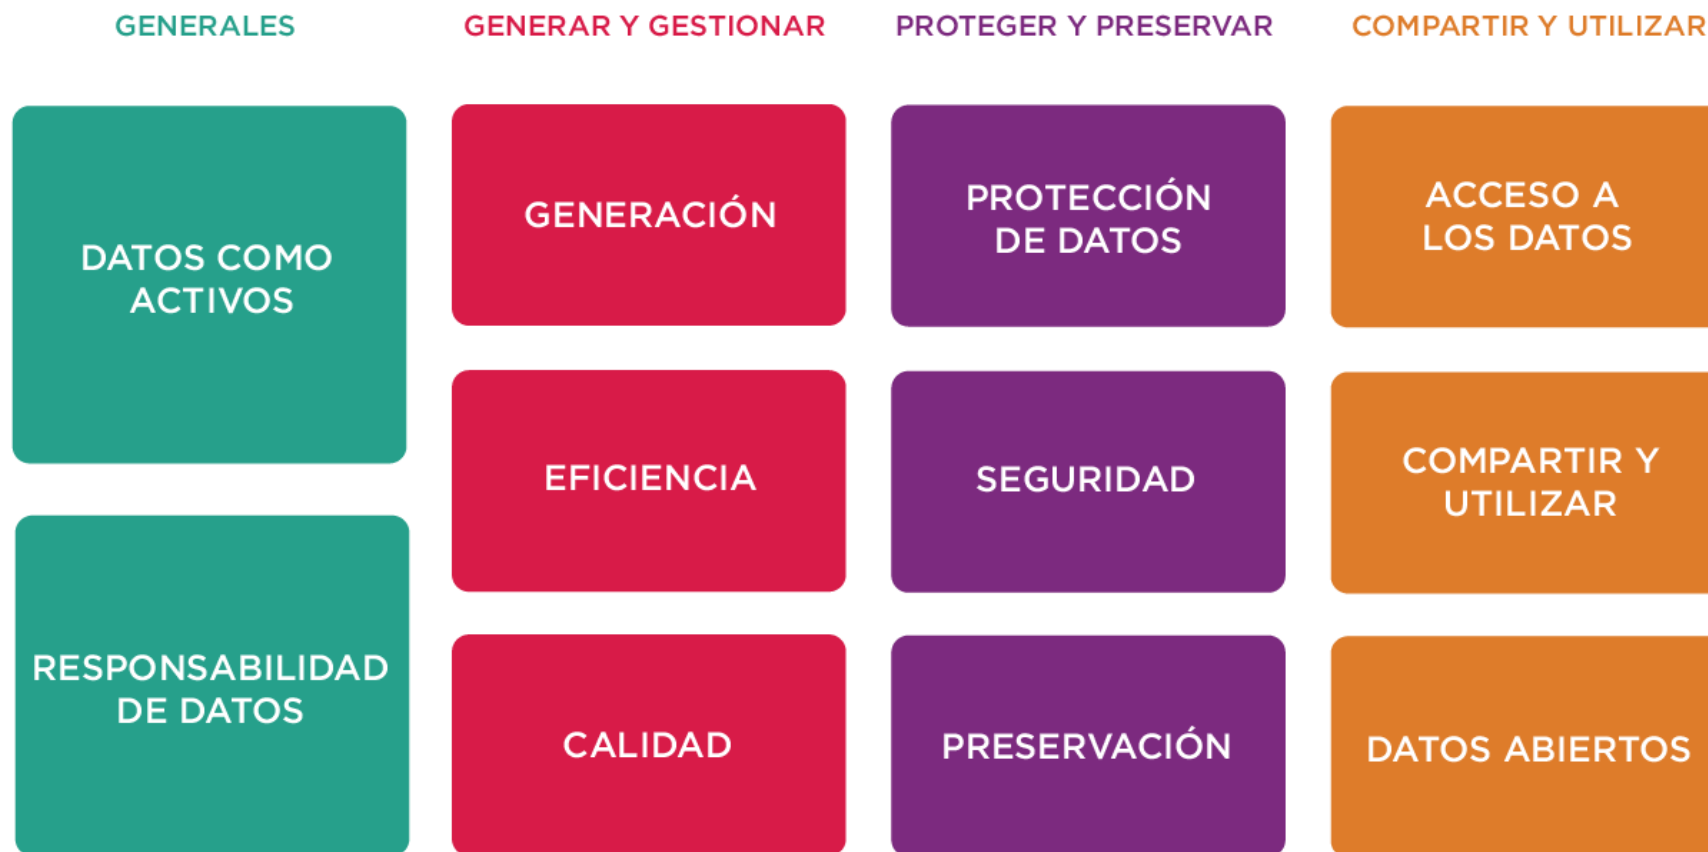 GENERALES
DATOS COMO
ACTIVOS
RESPONSABILIDAD
DE DATOS
GENERAR Y GESTIONAR
GENERACIÓN
EFICIENCIA
CALIDAD
PROTEGER Y PRESERVAR
PROTECCIÓN
DE DATOS
SEGURIDAD
PRESERVACIÓN
COMPARTIR Y UTILIZAR
ACCESO A
LOS DATOS
COMPARTIR Y
UTILIZAR
DATOS ABIERTOS